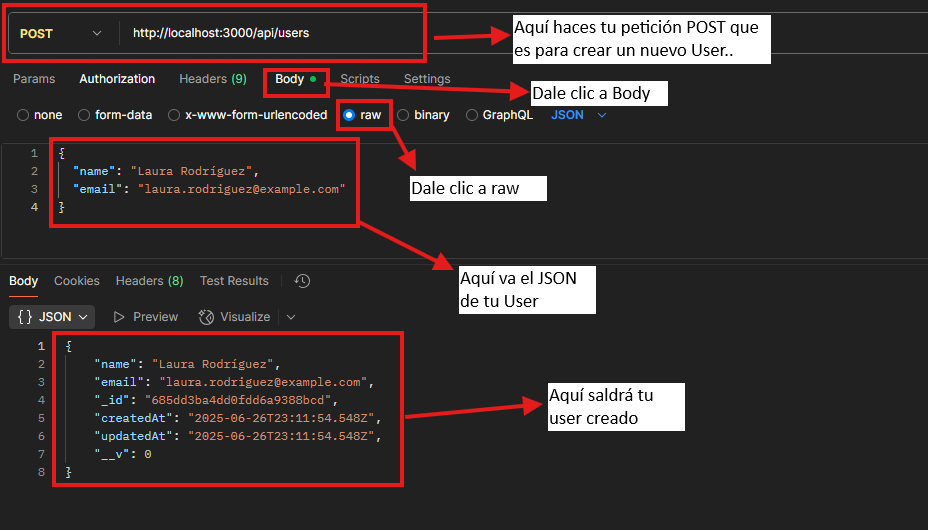 POST http://localhost:3000/api/users
Aquí haces tu petición POST que
es para crear un nuevo User..
Params Authorization Headers (9) Body Scripts Settings
Dale clic a Body
none form-data x-www-form-urlencoded raw binary GraphQL JSON
1 {
2 "name": "Laura Rodríguez",
3 "email": "laura.rodriguez@example.com"
4 }
Dale clic a raw
Aquí va el JSON
de tu User
Body Cookies Headers (8) Test Results
{} JSON Preview Visualize
1 {
2 "name": "Laura Rodríguez",
3 "email": "laura.rodriguez@example.com",
4 "_id": "685dd3ba4dd0fdd6a9388bcd",
5 "createdAt": "2025-06-26T23:11:54.548Z",
6 "updatedAt": "2025-06-26T23:11:54.548Z",
7 "__v": 0
8 }
Aquí saldrá tu
user creado